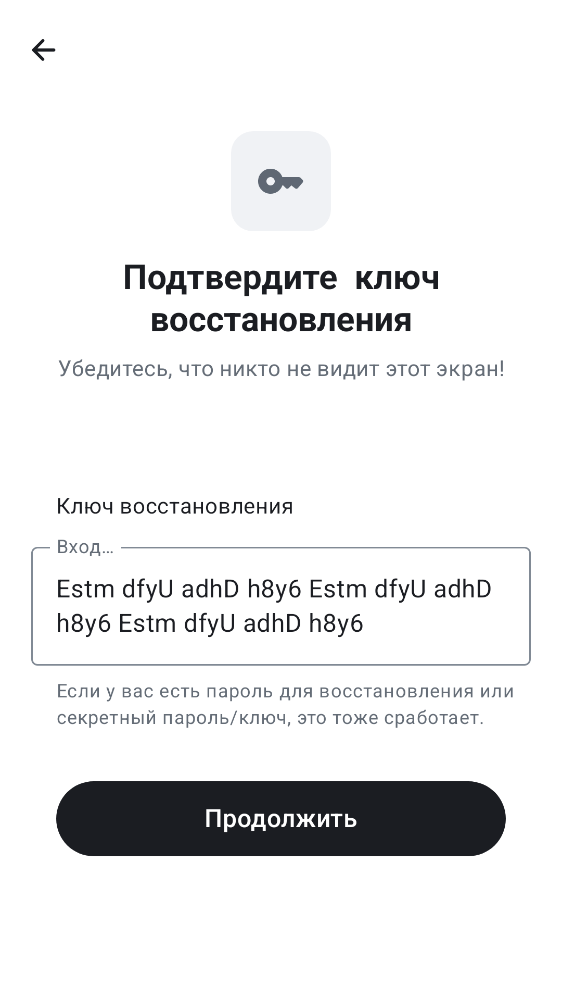 Подтвердите ключ
восстановления
Убедитесь, что никто не видит этот экран!
Ключ восстановления
Вход…
Estm dfyU adhD h8y6 Estm dfyU adhD
h8y6 Estm dfyU adhD h8y6
Если у вас есть пароль для восстановления или
секретный пароль/ключ, это тоже сработает.
Продолжить